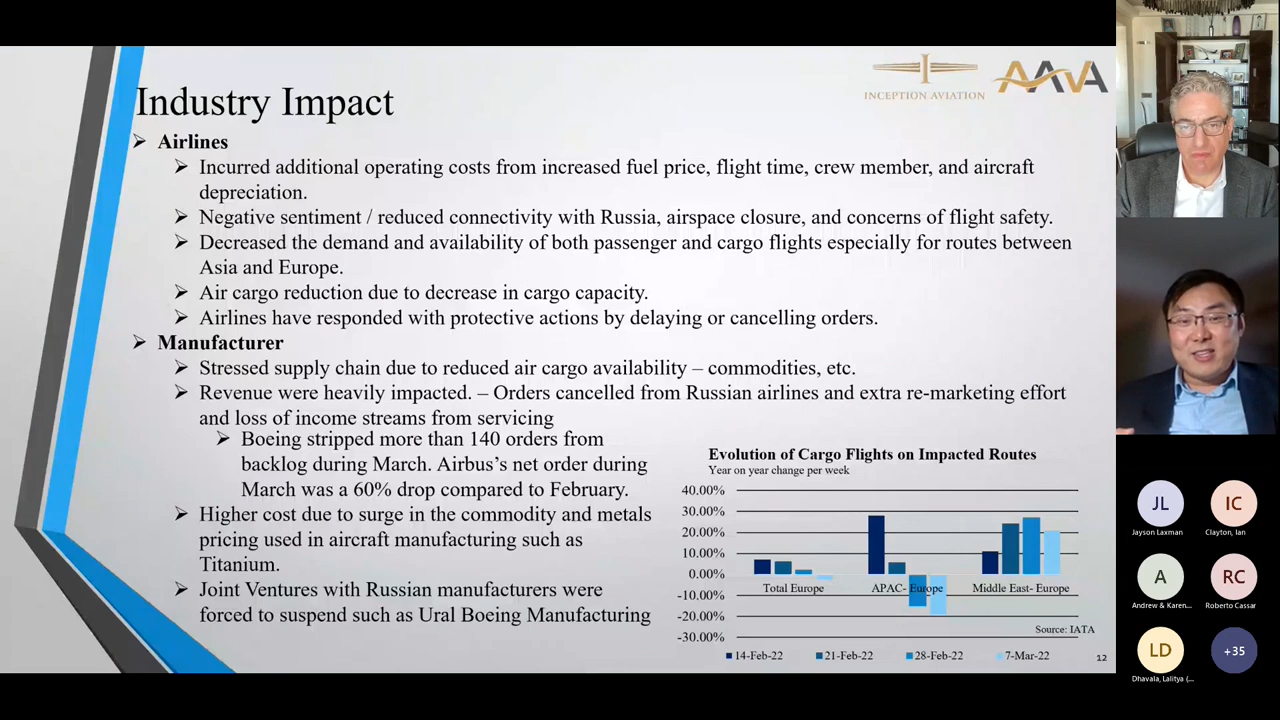 INCEPTION AVIATION
AAVA
Industry Impact
Airlines
Incurred additional operating costs from increased fuel price, flight time, crew member, and aircraft
depreciation.
Negative sentiment / reduced connectivity with Russia, airspace closure, and concerns of flight safety.
Decreased the demand and availability of both passenger and cargo flights especially for routes between
Asia and Europe.
Air cargo reduction due to decrease in cargo capacity.
Airlines have responded with protective actions by delaying or cancelling orders.
Manufacturer
Stressed supply chain due to reduced air cargo availability – commodities, etc.
Revenue were heavily impacted. – Orders cancelled from Russian airlines and extra re-marketing effort
and loss of income streams from servicing
Boeing stripped more than 140 orders from
backlog during March. Airbus’s net order during
March was a 60% drop compared to February.
Higher cost due to surge in the commodity and metals
pricing used in aircraft manufacturing such as
Titanium.
Joint Ventures with Russian manufacturers were
forced to suspend such as Ural Boeing Manufacturing
Evolution of Cargo Flights on Impacted Routes
Year on year change per week
40.00%
30.00%
20.00%
10.00%
0.00%
-10.00%
-20.00%
-30.00%
Total Europe
APAC- Europe
Middle East- Europe
Source: IATA
14-Feb-22
21-Feb-22
28-Feb-22
7-Mar-22
12
JL
Jayson Laxman
IC
Clayton, Ian
A
Andrew & Karen...
RC
Roberto Cassar
LD
Dhavala, Lalitya (...
+35